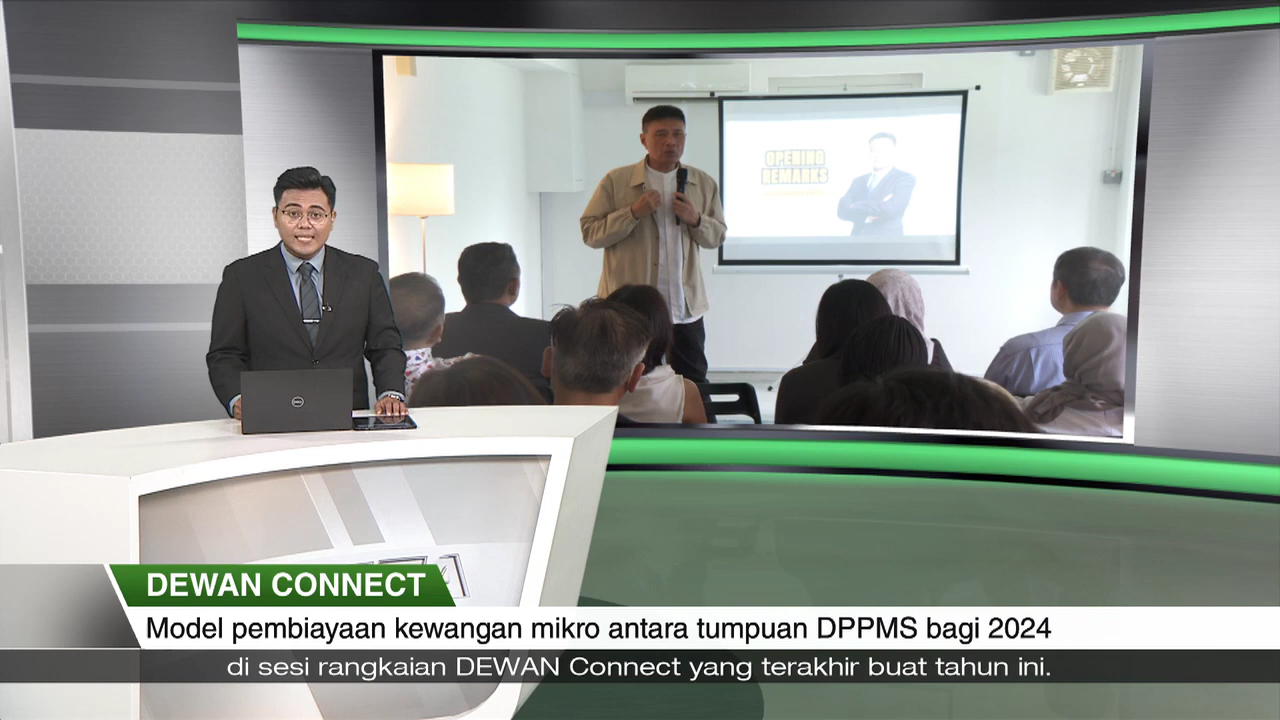 OPENING
REMARKS
DELL
DEWAN CONNECT
Model pembiayaan kewangan mikro antara tumpuan DPPMS bagi 2024
di sesi rangkaian DEWAN Connect yang terakhir buat tahun ini.